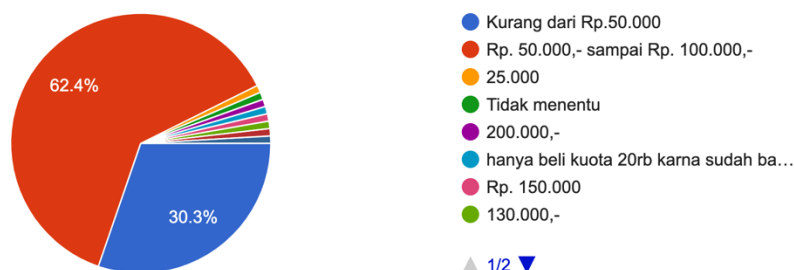 62.4%
30.3%
Kurang dari Rp.50.000
Rp. 50.000,- sampai Rp. 100.000,-
25.000
Tidak menentu
200.000,-
hanya beli kuota 20rb karna sudah ba…
Rp. 150.000
130.000,-
1/2